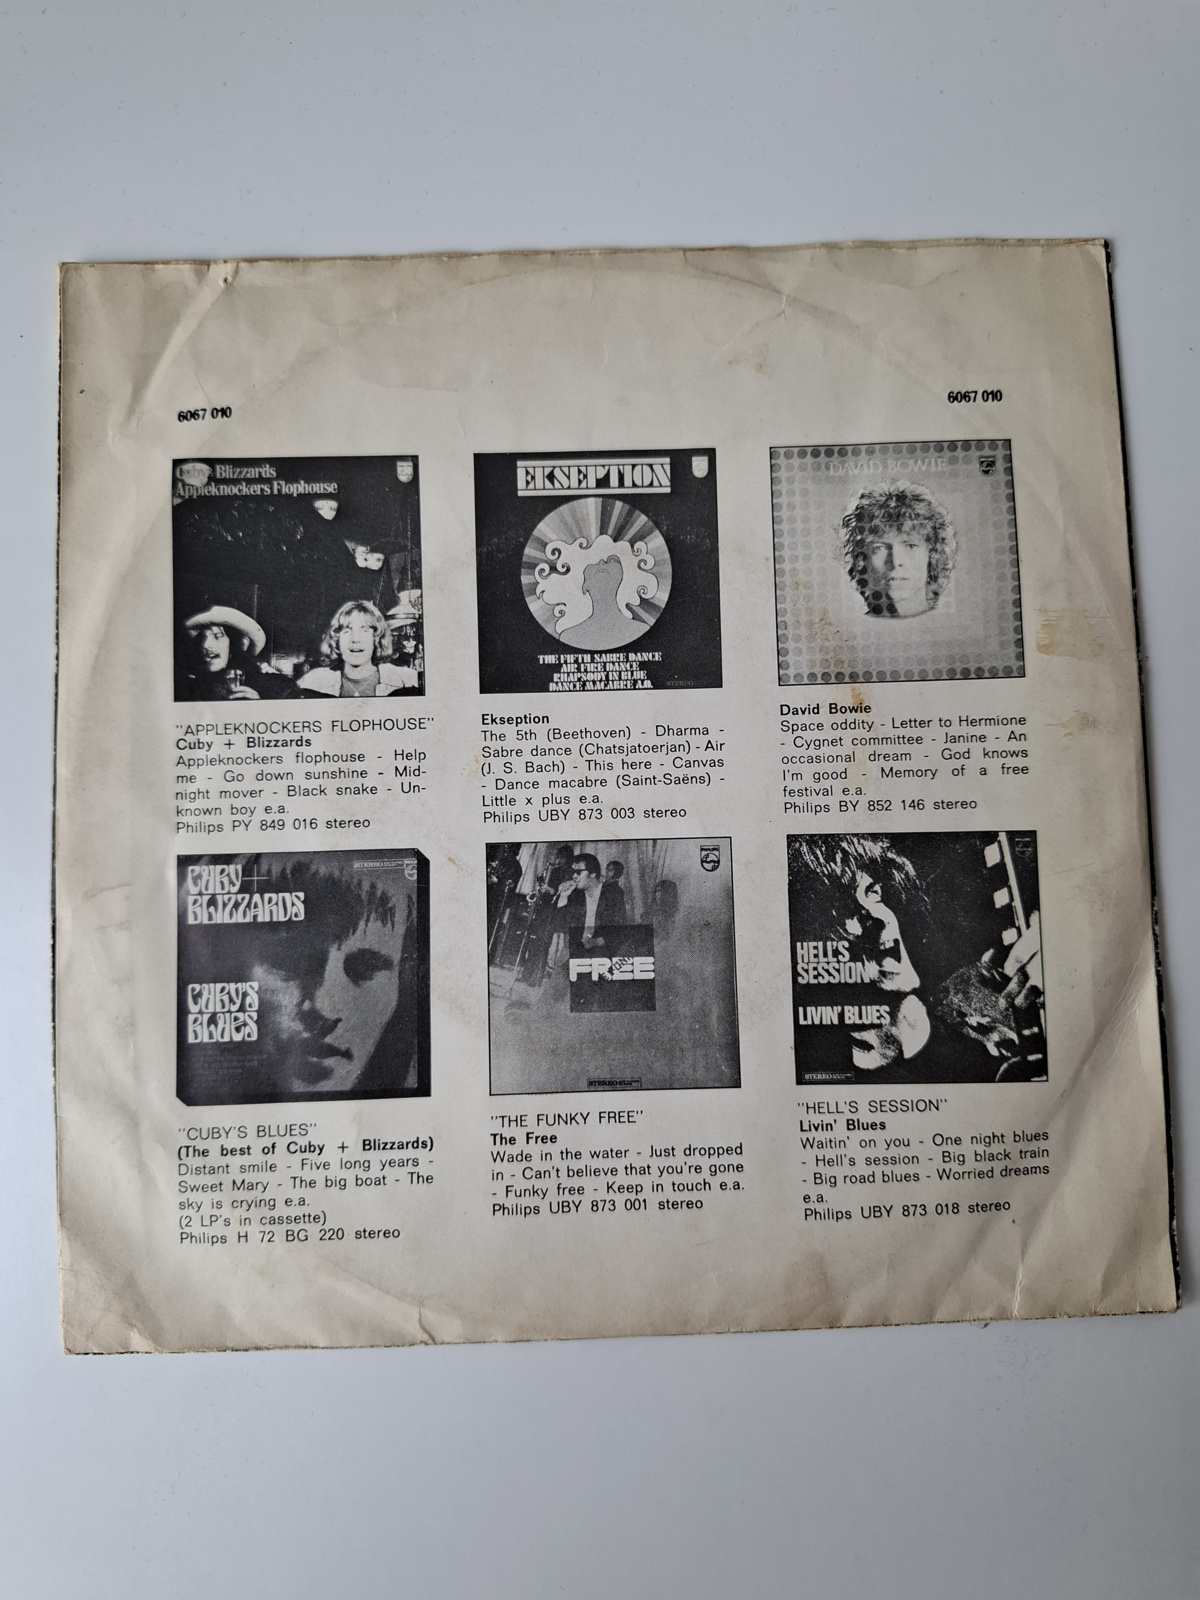 6067 010
6067 010
Cuby + Blizzards
Appleknockers Flophouse
"APPLEKNOCKERS FLOPHOUSE"
Cuby + Blizzards
Appleknockers flophouse - Help
me - Go down sunshine - Mid-
night mover - Black snake - Un-
known boy e.a.
Philips PY 849 016 stereo
EKSEPTION
THE FIFTH SABRE DANCE
AIR FIRE DANCE
RHAPSODY IN BLUE
DANCE MACABRE A.O.
STEREO
Ekseption
The 5th (Beethoven) - Dharma -
Sabre dance (Chatsjatoerjan) - Air
(J. S. Bach) - This here - Canvas
- Dance macabre (Saint-Saëns) -
Little x plus e.a.
Philips UBY 873 003 stereo
DAVID BOWIE
David Bowie
Space oddity - Letter to Hermione
- Cygnet committee - Janine - An
occasional dream - God knows
I'm good - Memory of a free
festival e.a.
Philips BY 852 146 stereo
CUBY+
BLIZZARDS
STEREO
CUBY'S
BLUES
"CUBY'S BLUES"
(The best of Cuby + Blizzards)
Distant smile - Five long years -
Sweet Mary - The big boat - The
sky is crying e.a.
(2 LP's in cassette)
Philips H 72 BG 220 stereo
FREE
STEREO
"THE FUNKY FREE"
The Free
Wade in the water - Just dropped
in - Can't believe that you're gone
- Funky free - Keep in touch e.a.
Philips UBY 873 001 stereo
HELL'S
SESSION
LIVIN' BLUES
STEREO
"HELL'S SESSION"
Livin' Blues
Waitin' on you - One night blues
- Hell's session - Big black train
- Big road blues - Worried dreams
e.a.
Philips UBY 873 018 stereo